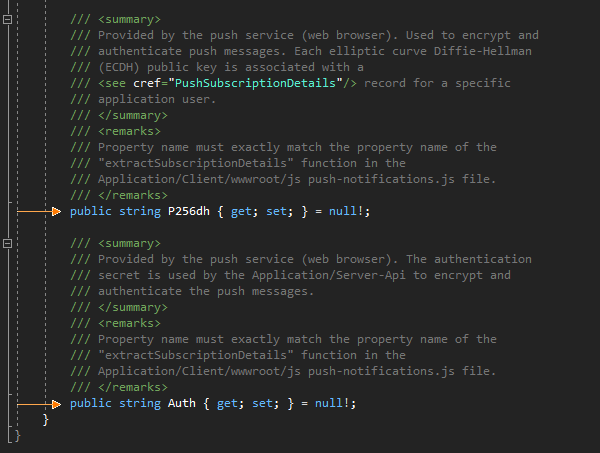 /// <summary>
/// Provided by the push service (web browser). Used to encrypt and
/// authenticate push messages. Each elliptic curve Diffie-Hellman
/// (ECDH) public key is associated with a
/// <see cref="PushSubscriptionDetails"/> record for a specific
/// application user.
/// </summary>
/// <remarks>
/// Property name must exactly match the property name of the
/// "extractSubscriptionDetails" function in the
/// Application/Client/wwwroot/js push-notifications.js file.
/// </remarks>
public string P256dh { get; set; } = null!;
/// <summary>
/// Provided by the push service (web browser). The authentication
/// secret is used by the Application/Server-Api to encrypt and
/// authenticate the push messages.
/// </summary>
/// <remarks>
/// Property name must exactly match the property name of the
/// "extractSubscriptionDetails" function in the
/// Application/Client/wwwroot/js push-notifications.js file.
/// </remarks>
public string Auth { get; set; } = null!;
}
}